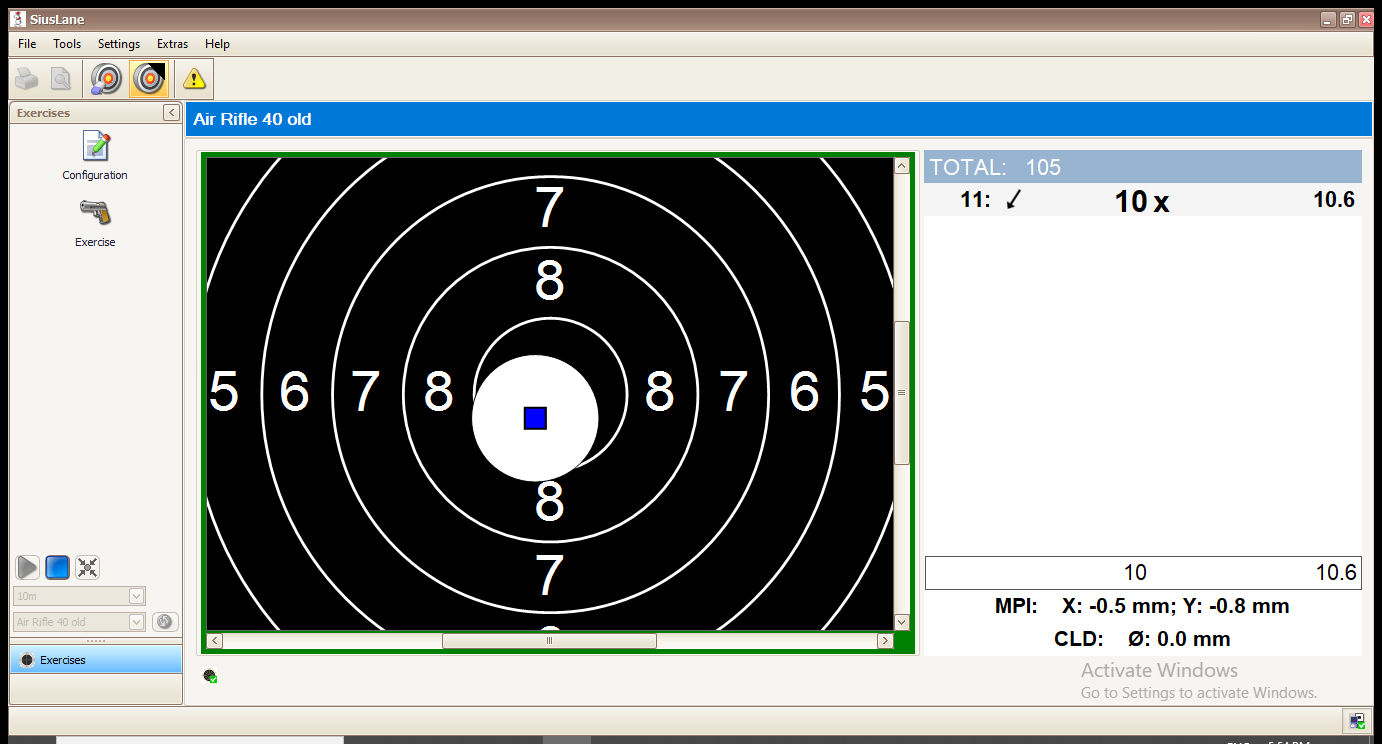 SiusLane
File Tools Settings Extras Help
Exercises
Air Rifle 40 old
Configuration
Exercise
10m
Air Rifle 40 old
Exercises
7
8
5 6 7 8 8 7 6 5
8
7
TOTAL: 105
11: 10 x 10.6
10 10.6
MPI: X: -0.5 mm; Y: -0.8 mm
CLD: Ø: 0.0 mm
Activate Windows
Go to Settings to activate Windows.